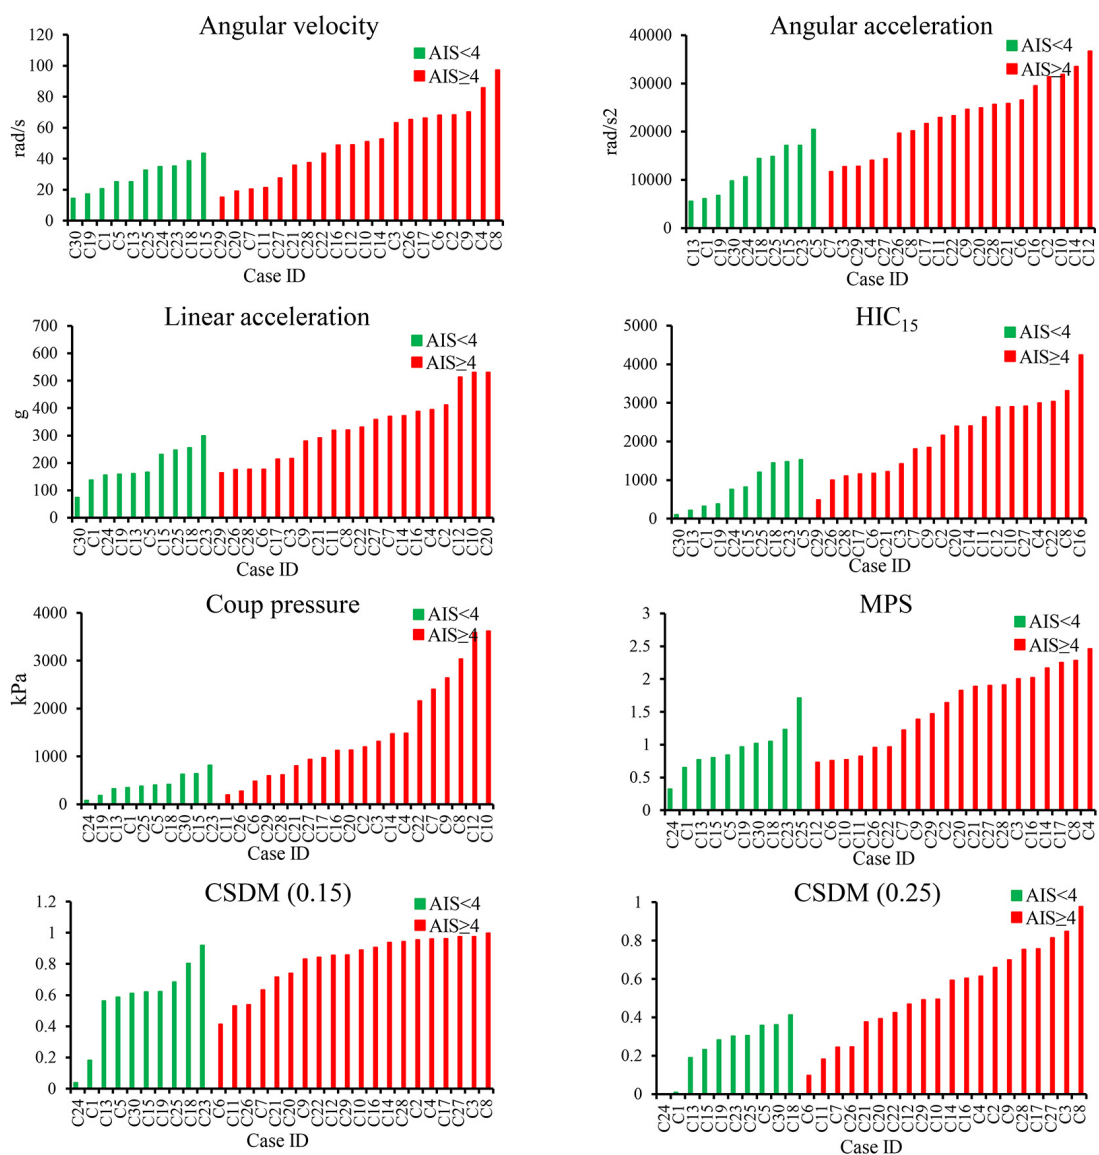 Angular velocity
AIS<4
AIS≥4
rad/s
120
100
80
60
40
20
0
C30 C19 C1 C5 C13 C25 C24 C23 C18 C15 C29 C20 C7 C11 C27 C21 C28 C22 C16 C12 C10 C14 C3 C26 C17 C6 C2 C9 C4 C8
Case ID
Angular acceleration
AIS<4
AIS≥4
rad/s2
40000
30000
20000
10000
0
C13 C1 C19 C30 C24 C18 C25 C15 C23 C5 C7 C3 C29 C4 C27 C26 C8 C17 C11 C22 C9 C20 C28 C21 C6 C16 C2 C10 C14 C12
Case ID
Linear acceleration
AIS<4
AIS≥4
g
700
600
500
400
300
200
100
0
C30 C1 C24 C19 C13 C5 C15 C25 C18 C23 C29 C26 C28 C6 C17 C3 C9 C21 C11 C8 C22 C27 C7 C14 C16 C4 C2 C12 C10 C20
Case ID
HIC15
AIS<4
AIS≥4
5000
4000
3000
2000
1000
0
C30 C13 C1 C19 C24 C15 C25 C18 C23 C5 C29 C26 C28 C17 C6 C21 C3 C7 C9 C2 C20 C14 C11 C12 C10 C27 C4 C22 C8 C16
Case ID
Coup pressure
AIS<4
AIS≥4
kPa
4000
3000
2000
1000
0
C24 C19 C13 C1 C25 C5 C18 C30 C15 C23 C11 C26 C6 C29 C28 C21 C27 C17 C16 C20 C2 C3 C14 C4 C22 C7 C9 C8 C12 C10
Case ID
MPS
AIS<4
AIS≥4
3
2.5
2
1.5
1
0.5
0
C24 C1 C13 C15 C5 C19 C30 C18 C23 C25 C12 C6 C10 C11 C26 C22 C7 C9 C29 C2 C20 C21 C27 C28 C3 C16 C14 C17 C8 C4
Case ID
CSDM (0.15)
AIS<4
AIS≥4
1.2
1
0.8
0.6
0.4
0.2
0
C24 C1 C13 C5 C30 C15 C19 C25 C18 C23 C6 C11 C26 C7 C21 C20 C9 C22 C12 C29 C10 C16 C14 C28 C2 C4 C17 C27 C3 C8
Case ID
CSDM (0.25)
AIS<4
AIS≥4
1
0.8
0.6
0.4
0.2
0
C24 C1 C13 C15 C19 C23 C25 C5 C30 C18 C6 C11 C7 C26 C21 C20 C22 C12 C29 C10 C14 C16 C4 C2 C9 C28 C17 C27 C3 C8
Case ID